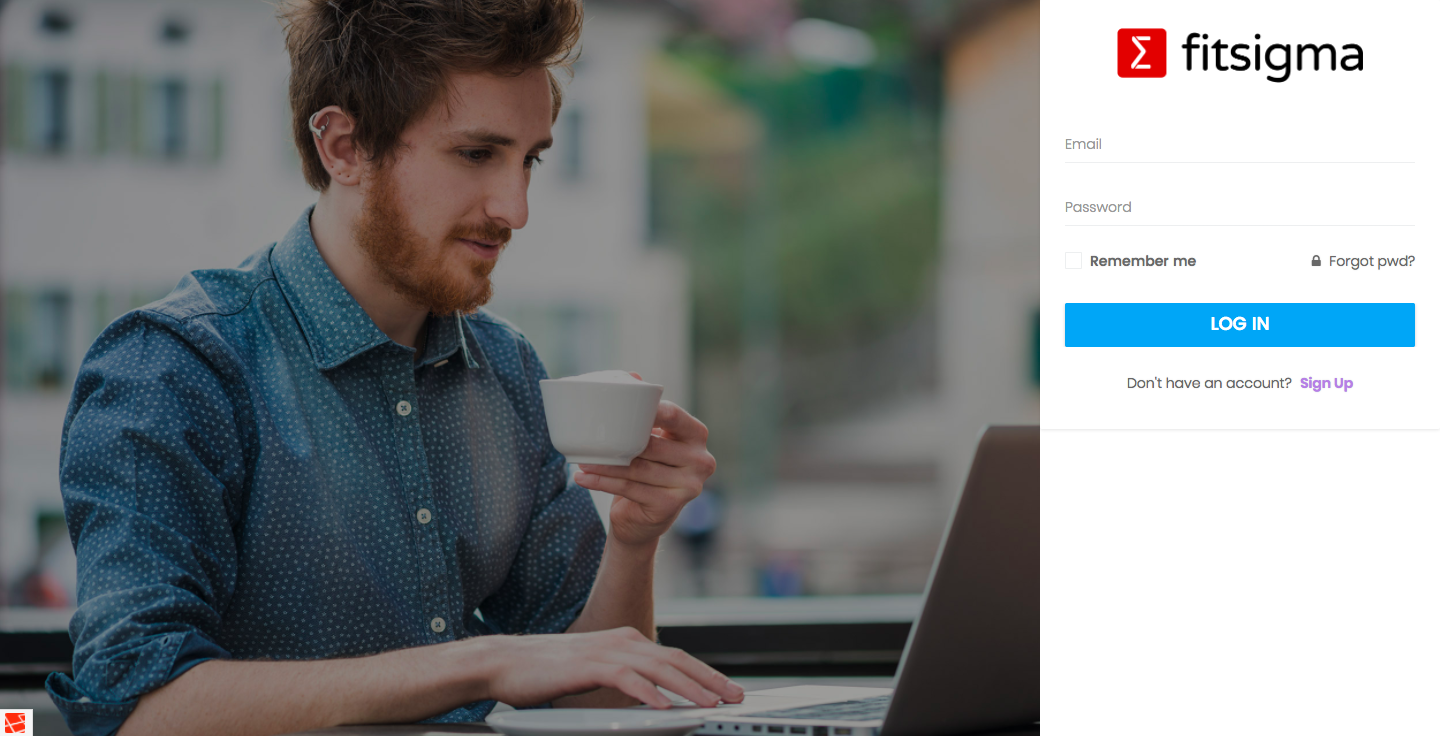 Σ fitsigma
Email
Password
Remember me Forgot pwd?
LOG IN
Don't have an account? Sign Up